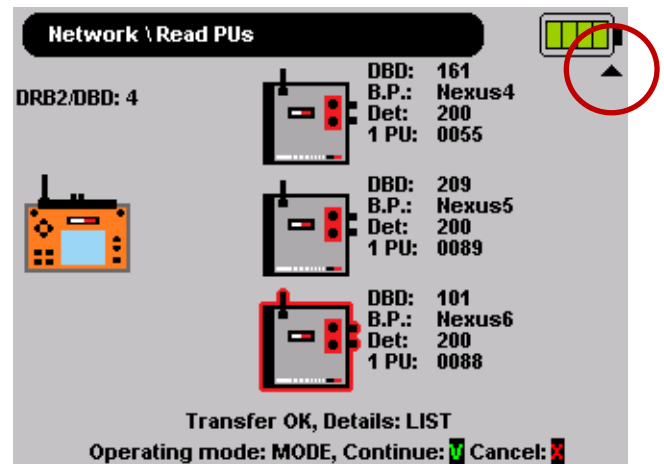 Network \ Read PUs
DRB2/DBD: 4
DBD: 161
B.P.: Nexus4
Det: 200
1 PU: 0055
DBD: 209
B.P.: Nexus5
Det: 200
1 PU: 0089
DBD: 101
B.P.: Nexus6
Det: 200
1 PU: 0088
Transfer OK, Details: LIST
Operating mode: MODE, Continue: V Cancel: X